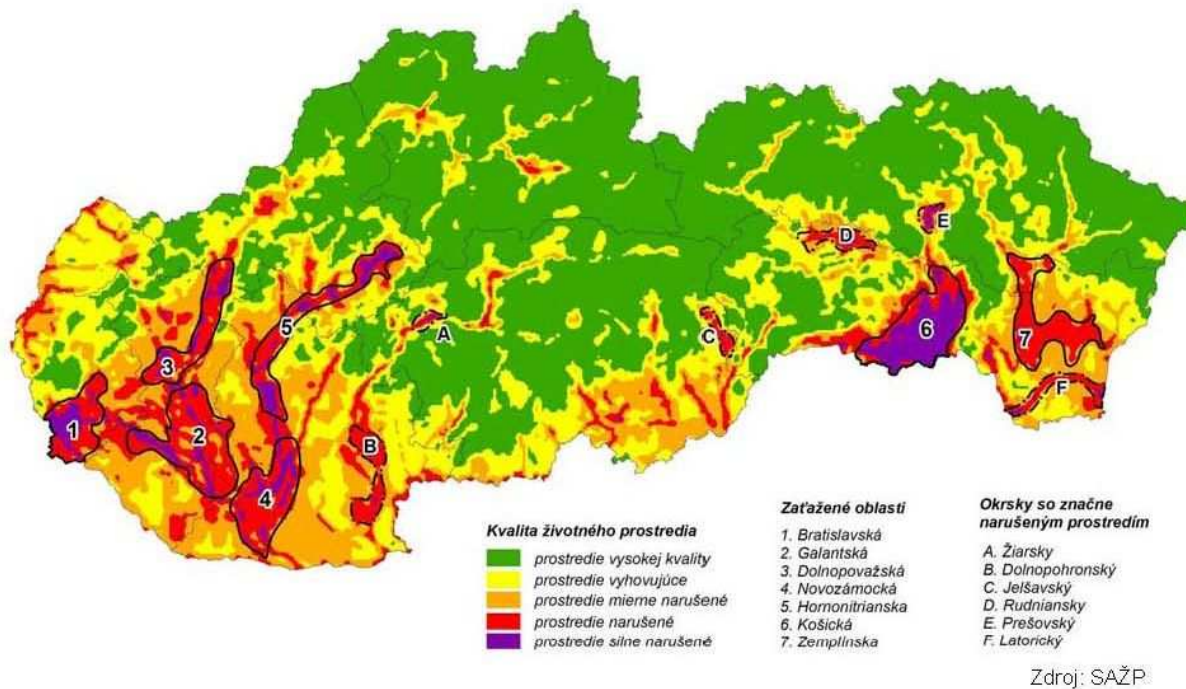 E
D
6
A
5
C
3
7
F
1
2
B
4
Kvalita životného prostredia
prostredie vysokej kvality
prostredie vyhovujúce
prostredie mierne narušené
prostredie narušené
prostredie silne narušené
Zaťažené oblasti
1. Bratislavská
2. Galantská
3. Dolnopovažská
4. Novozámocká
5. Hornonitrianska
6. Košická
7. Zemplínska
Okrsky so značne
narušeným prostredím
A. Žiarsky
B. Dolnopohronský
C. Jelšavský
D. Rudniansky
E. Prešovský
F. Latorický
Zdroj: SAŽP